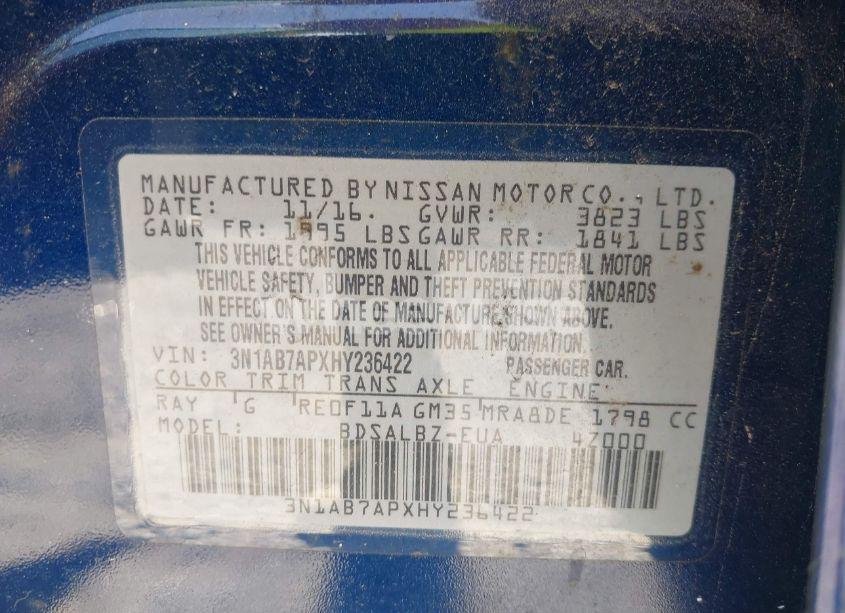 MANUFACTURED BY NISSAN MOTOR CO., LTD.
DATE: 11/16. GVWR: 3823 LBS
GAWR FR: 1995 LBS GAWR RR: 1841 LBS
THIS VEHICLE CONFORMS TO ALL APPLICABLE FEDERAL MOTOR
VEHICLE SAFETY, BUMPER AND THEFT PREVENTION STANDARDS
IN EFFECT ON THE DATE OF MANUFACTURE SHOWN ABOVE.
SEE OWNER'S MANUAL FOR ADDITIONAL INFORMATION.
VIN: 3N1AB7APXHY236422 PASSENGER CAR.
COLOR TRIM TRANS AXLE ENGINE
RAY G RE0F11A GM35 MRA8DE 1798 CC
MODEL: BDSALBZ-EUA 4Z000
3N1AB7APXHY236422